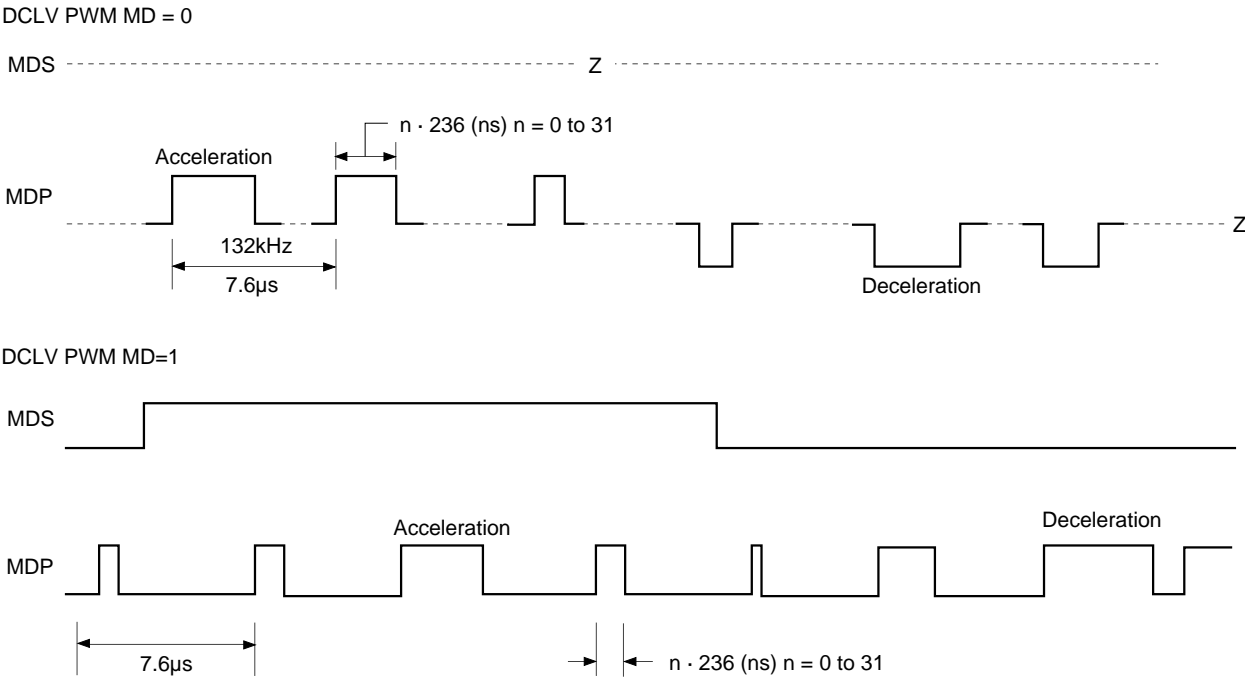 DCLV PWM MD = 0
MDS
Z
n · 236 (ns) n = 0 to 31
Acceleration
MDP
Z
132kHz
7.6µs
Deceleration
DCLV PWM MD=1
MDS
Acceleration
Deceleration
MDP
7.6µs
n · 236 (ns) n = 0 to 31